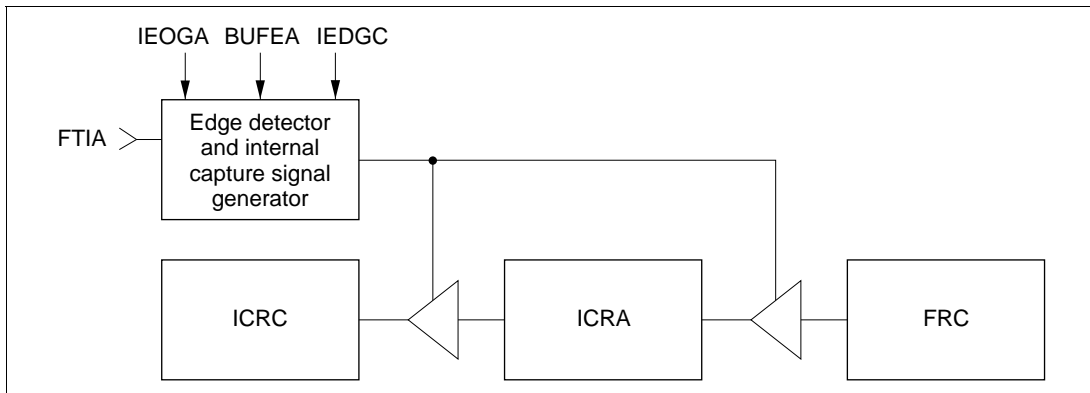 IEOGA BUFEA IEDGC
FTIA
Edge detector
and internal
capture signal
generator
ICRC ICRA FRC